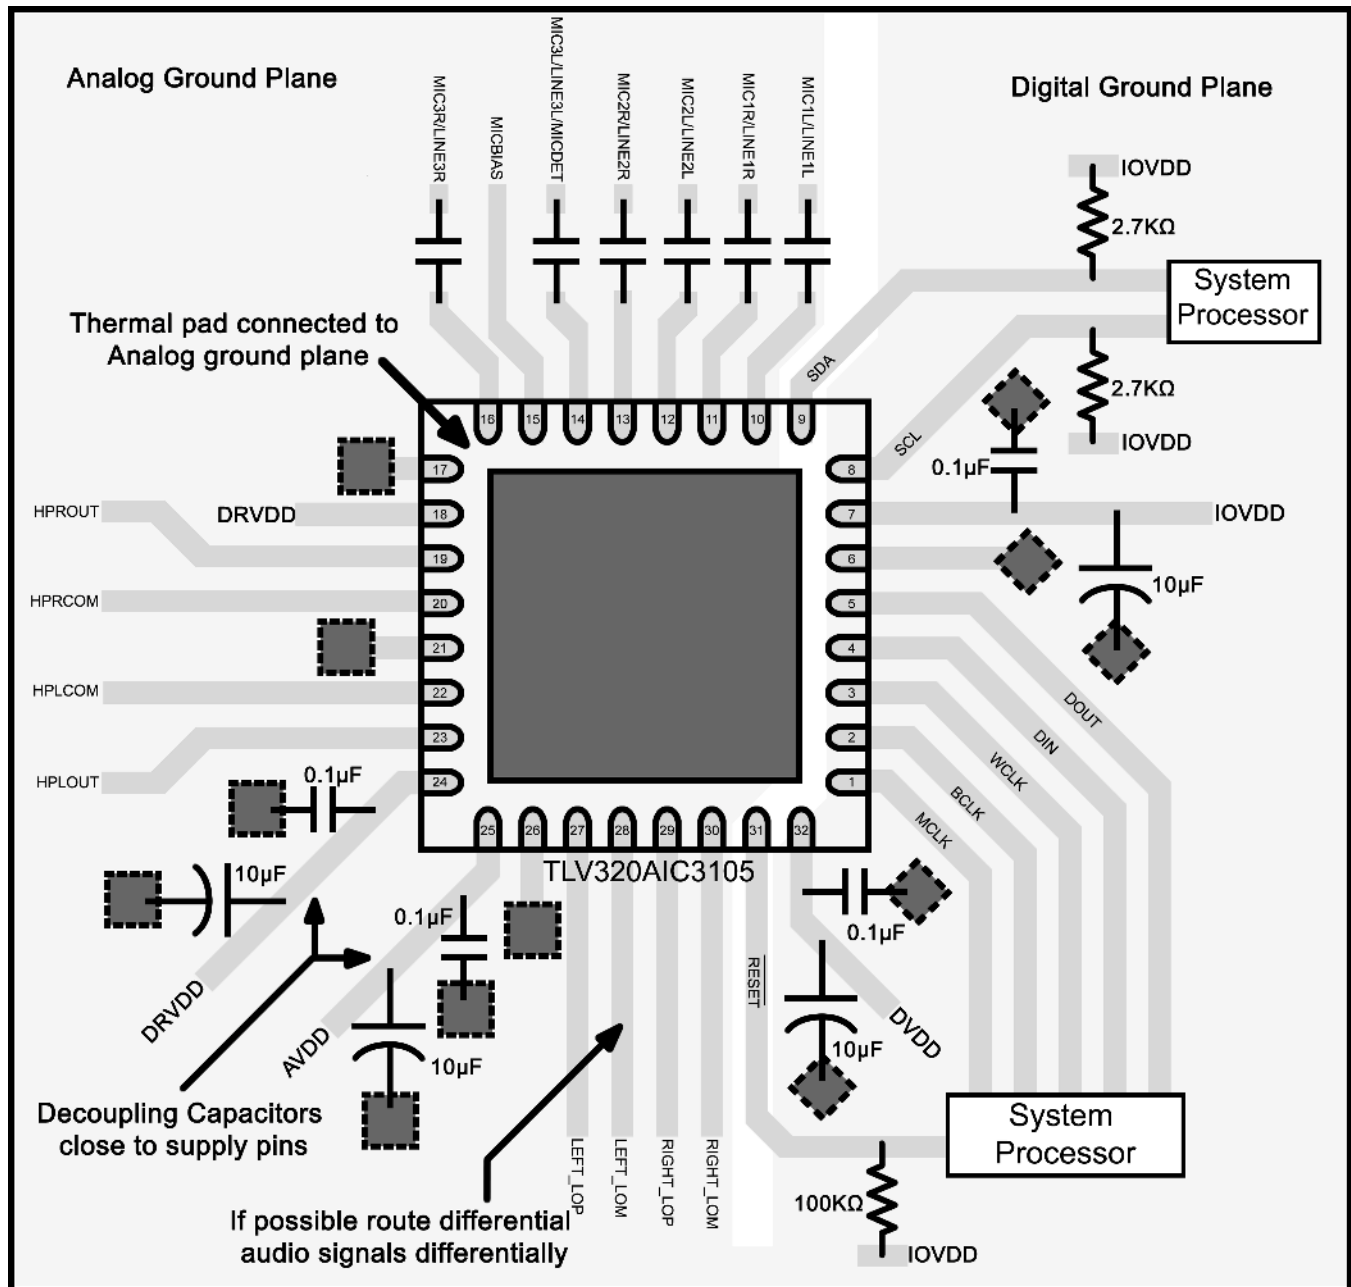 Analog Ground Plane
Digital Ground Plane
MIC3R/LINE3R
MICBIAS
MIC3L/LINE3L/MICDET
MIC2R/LINE2R
MIC2L/LINE2L
MIC1R/LINE1R
MIC1L/LINE1L
IOVDD
2.7KΩ
System
Processor
2.7KΩ
IOVDD
Thermal pad connected to
Analog ground plane
SDA
SCL
0.1µF
16
15
14
13
12
11
10
9
17
8
HPROUT
DRVDD
18
7
IOVDD
19
6
10µF
HPRCOM
20
5
21
4
HPLCOM
22
3
DOUT
23
2
DIN
HPLOUT
24
1
WCLK
BCLK
MCLK
0.1µF
25
26
27
28
29
30
31
32
TLV320AIC3105
10µF
0.1µF
0.1µF
RESET
DRVDD
AVDD
10µF
10µF
DVDD
Decoupling Capacitors
close to supply pins
System
Processor
LEFT_LOP
LEFT_LOM
RIGHT_LOP
RIGHT_LOM
100KΩ
If possible route differential
audio signals differentially
IOVDD